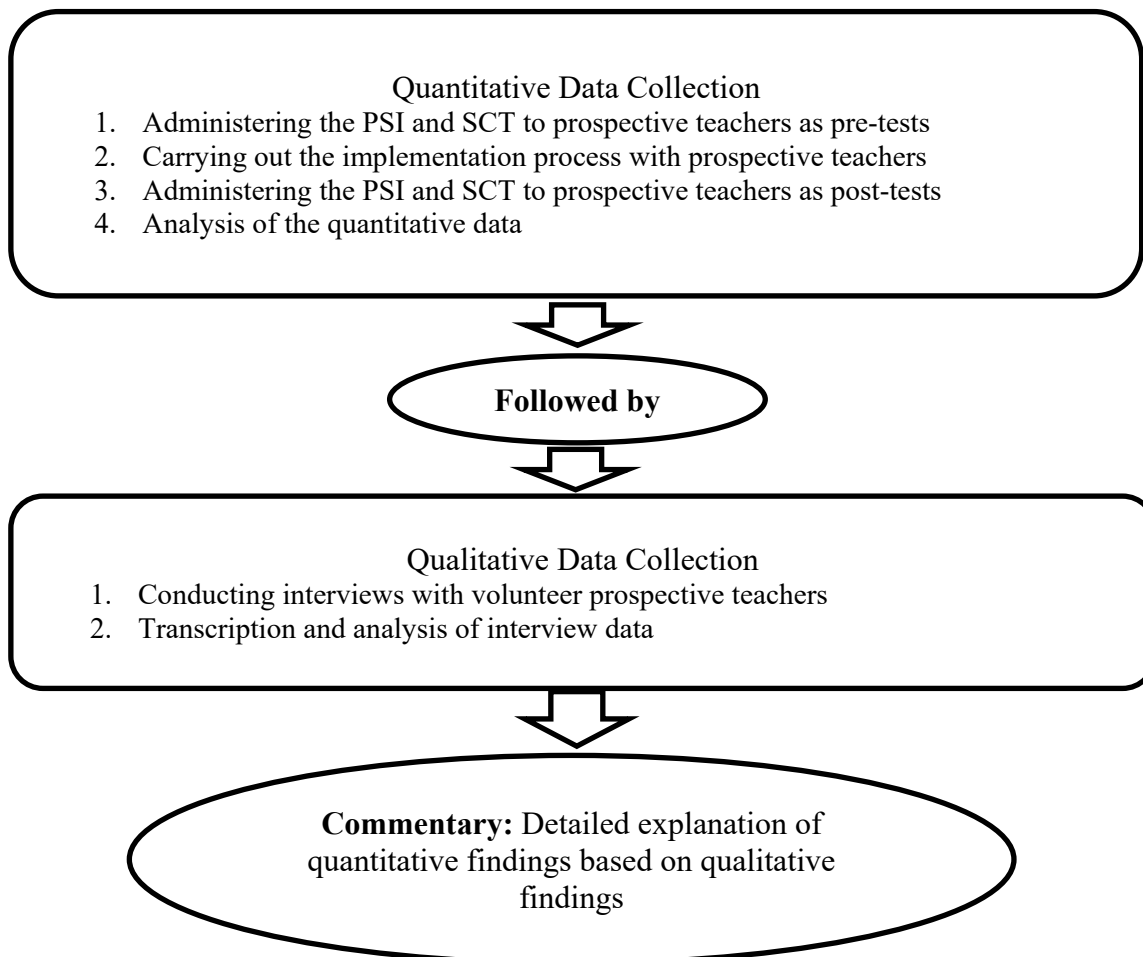 Quantitative Data Collection
1. Administering the PSI and SCT to prospective teachers as pre-tests
2. Carrying out the implementation process with prospective teachers
3. Administering the PSI and SCT to prospective teachers as post-tests
4. Analysis of the quantitative data
Followed by
Qualitative Data Collection
1. Conducting interviews with volunteer prospective teachers
2. Transcription and analysis of interview data
Commentary: Detailed explanation of
quantitative findings based on qualitative
findings